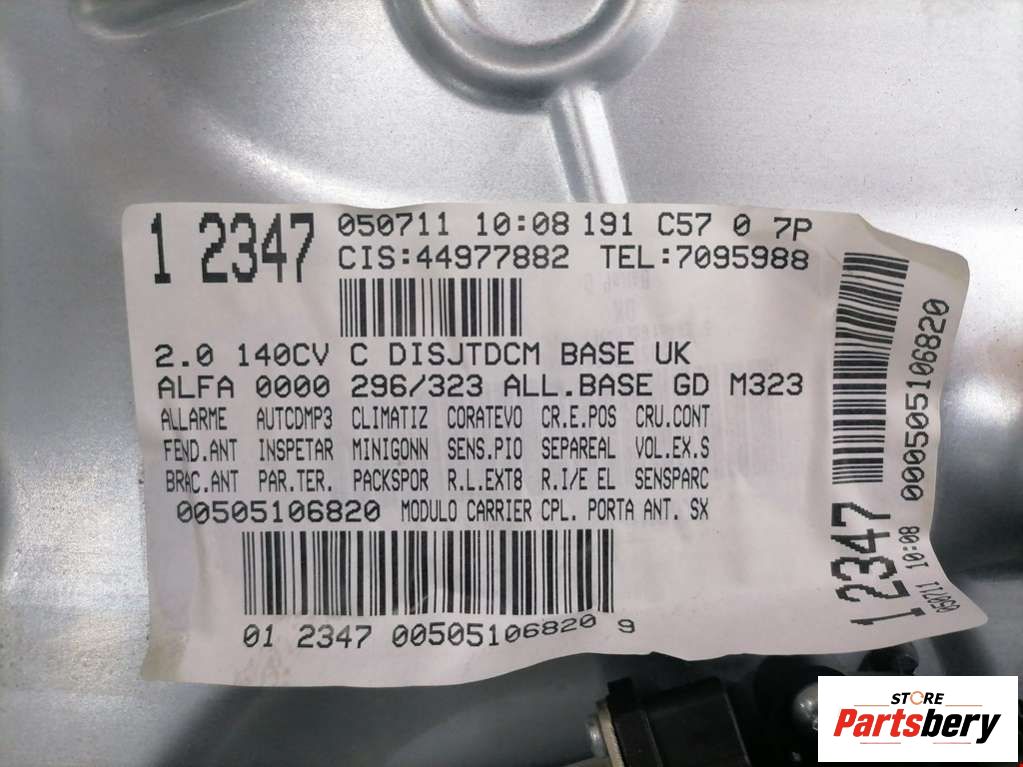 1 2347
050711 10:08 191 C57 0 7P
CIS:44977882 TEL:7095988
2.0 140CV C DISJTDCM BASE UK
ALFA 0000 296/323 ALL.BASE GD M323
ALLARME AUTCDMP3 CLIMATIZ CORATEVO CR.E.POS CRU.CONT
FEND.ANT INSPETAR MINIGONN SENS.PIO SEPAREAL VOL.EX.S
BRAC.ANT PAR.TER. PACKSPOR R.L.EXT8 R.I/E EL SENSPARC
00505106820 MODULO CARRIER CPL. PORTA ANT. SX
01 2347 00505106820 9
1 2347
00505106820
050711 10:08
STORE
Partsbery